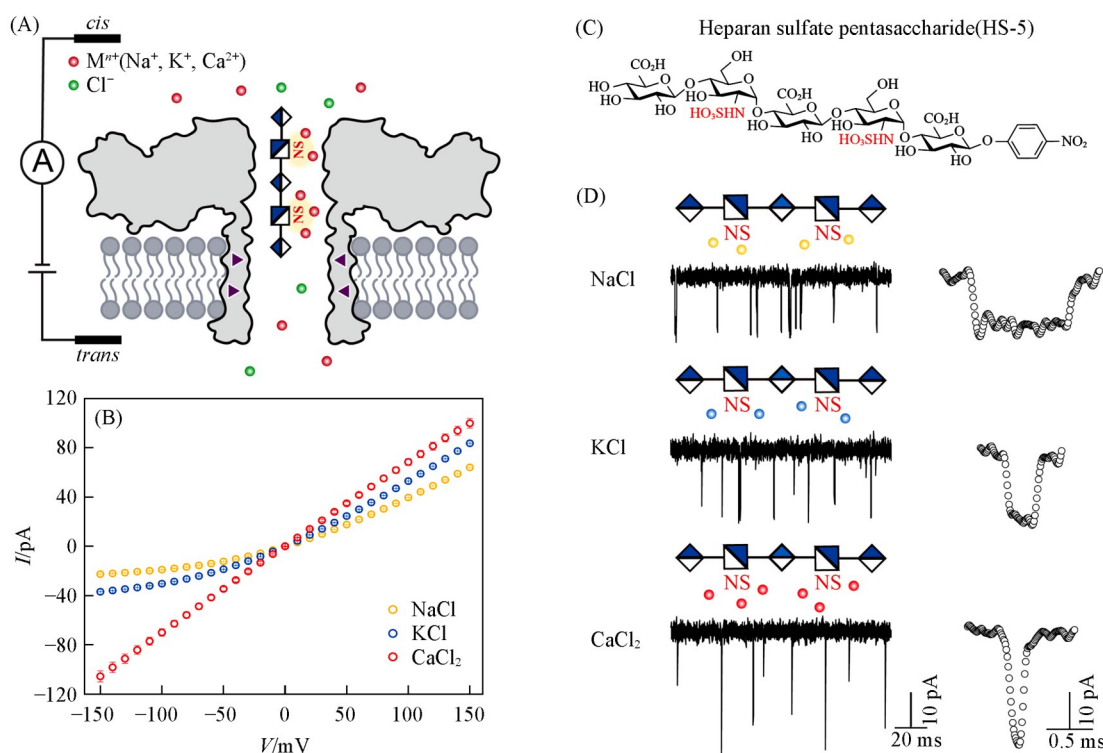 (A)
cis
Mⁿ⁺(Na⁺, K⁺, Ca²⁺)
Cl⁻
A
NS
NS
trans
(B)
I/pA
80
40
0
−40
−80
−120
NaCl
KCl
CaCl₂
−150 −100 −50 0 50 100 150
V/mV
(C) Heparan sulfate pentasaccharide(HS-5)
CO₂H
HO
HO
OH
O
O
OH
HO
HO₃SHN
O
CO₂H
O
HO
OH
O
OH
O
HO
HO₃SHN
O
CO₂H
O
HO
OH
O
NO₂
(D)
NS NS
NaCl
NS NS
KCl
NS NS
CaCl₂
10 pA
20 ms
10 pA
0.5 ms